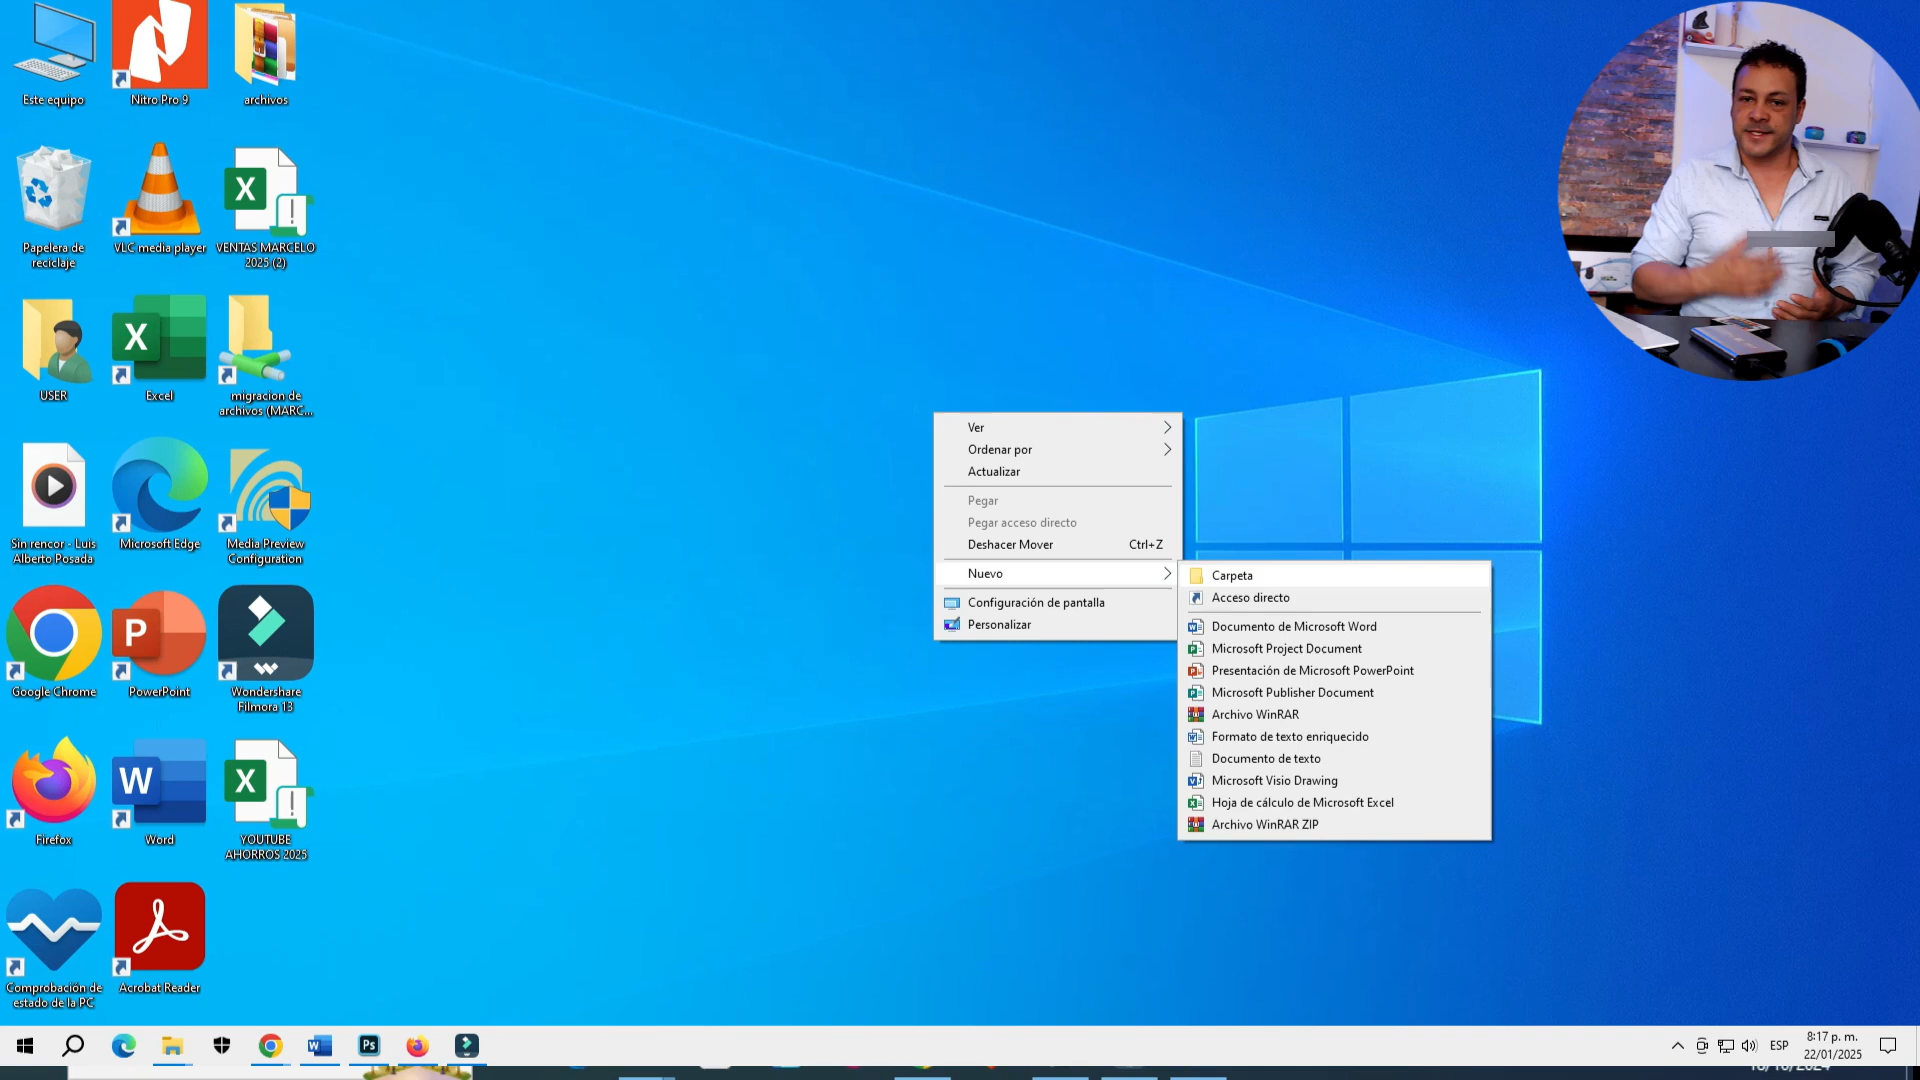 Este equipo
Nitro Pro 9
archivos
Papelera de
reciclaje
VLC media player
VENTAS MARCELO
2025 (2)
USER
Excel
migracion de
archivos (MARC...
Sin rencor - Luis
Alberto Posada
Microsoft Edge
Media Preview
Configuration
Google Chrome
PowerPoint
Wondershare
Filmora 13
Firefox
Word
YOUTUBE
AHORROS 2025
Comprobación de
estado de la PC
Acrobat Reader
Ver
Ordenar por
Actualizar
Pegar
Pegar acceso directo
Deshacer Mover Ctrl+Z
Nuevo
Configuración de pantalla
Personalizar
Carpeta
Acceso directo
Documento de Microsoft Word
Microsoft Project Document
Presentación de Microsoft PowerPoint
Microsoft Publisher Document
Archivo WinRAR
Formato de texto enriquecido
Documento de texto
Microsoft Visio Drawing
Hoja de cálculo de Microsoft Excel
Archivo WinRAR ZIP
ESP
8:17 p. m.
22/01/2025